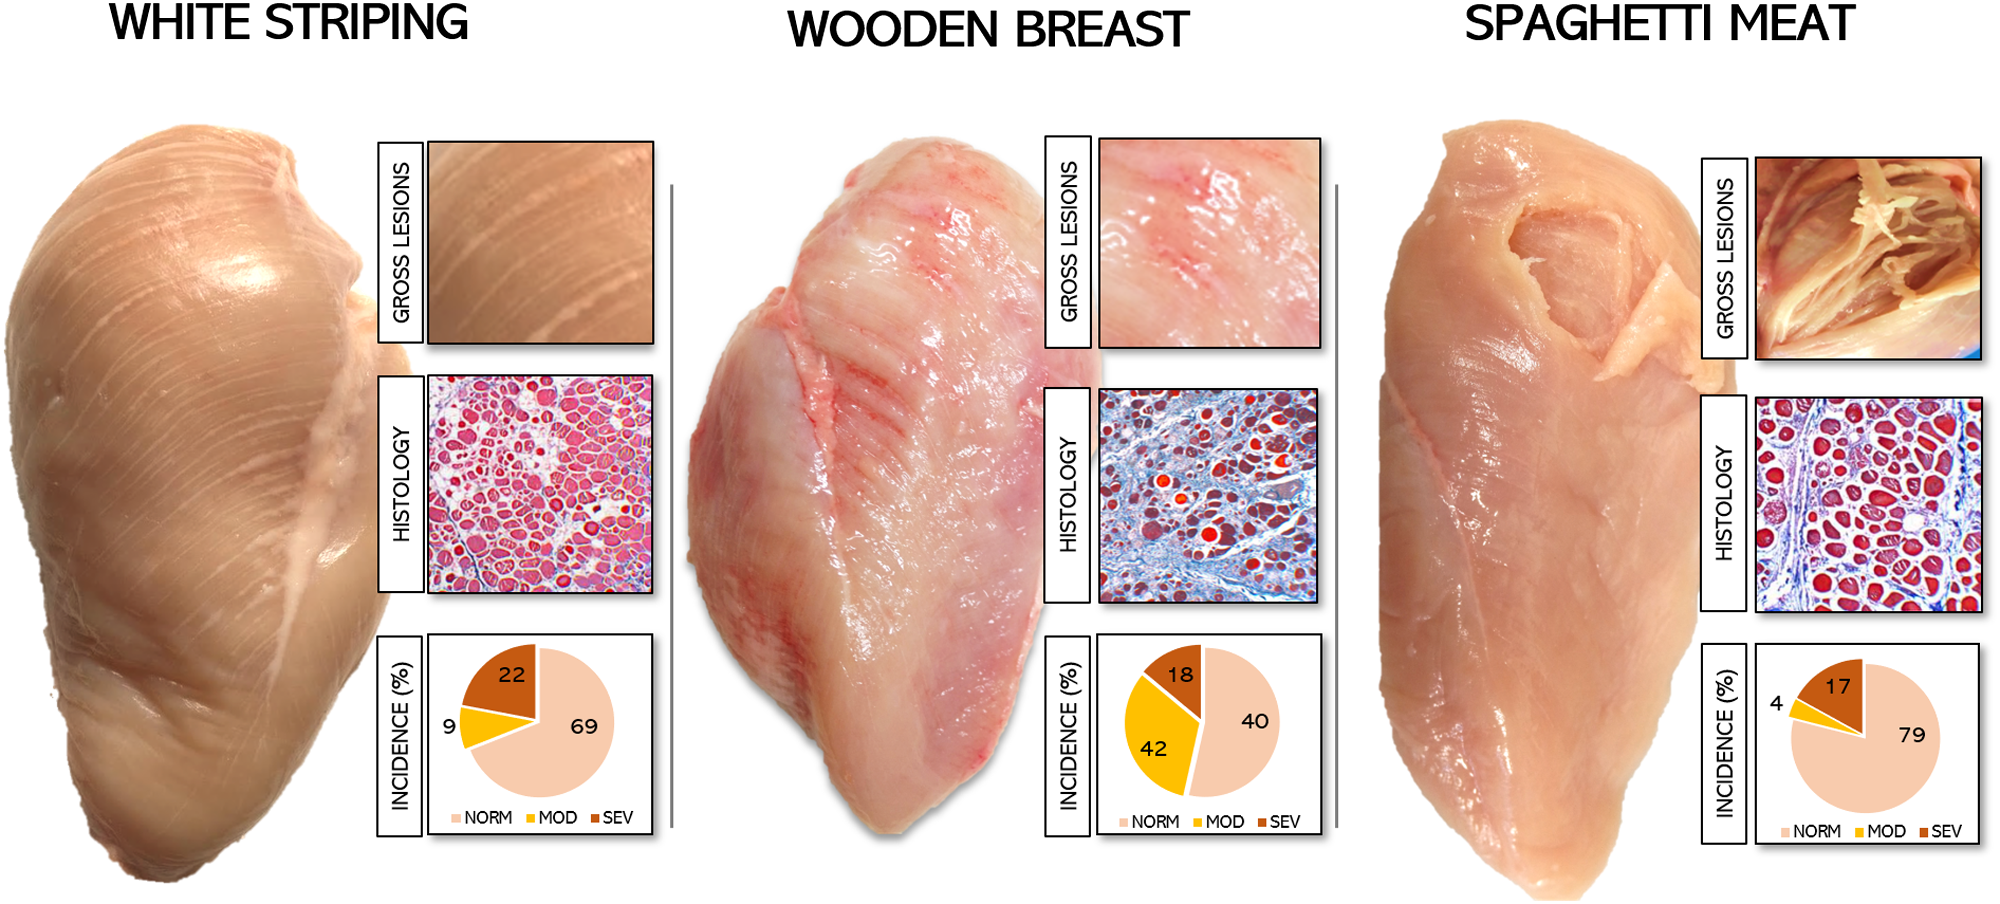 WHITE STRIPING
GROSS LESIONS
HISTOLOGY
INCIDENCE (%)
22
9
69
NORM MOD SEV
WOODEN BREAST
GROSS LESIONS
HISTOLOGY
INCIDENCE (%)
18
40
42
NORM MOD SEV
SPAGHETTI MEAT
GROSS LESIONS
HISTOLOGY
INCIDENCE (%)
17
4
79
NORM MOD SEV